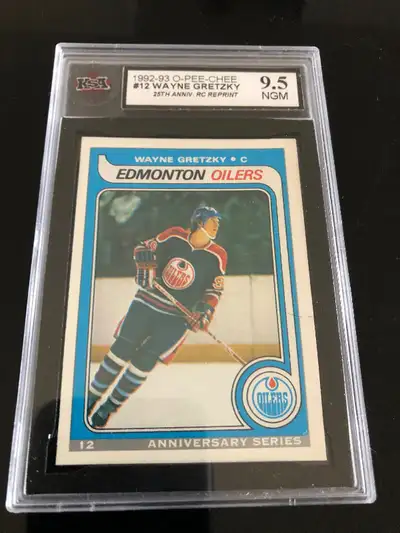 KSA
1992-93 O-PEE-CHEE
#12 WAYNE GRETZKY
25TH ANNIV. RC REPRINT
9.5
NGM
WAYNE GRETZKY • C
EDMONTON OILERS
OILERS
OILERS
12 ANNIVERSARY SERIES